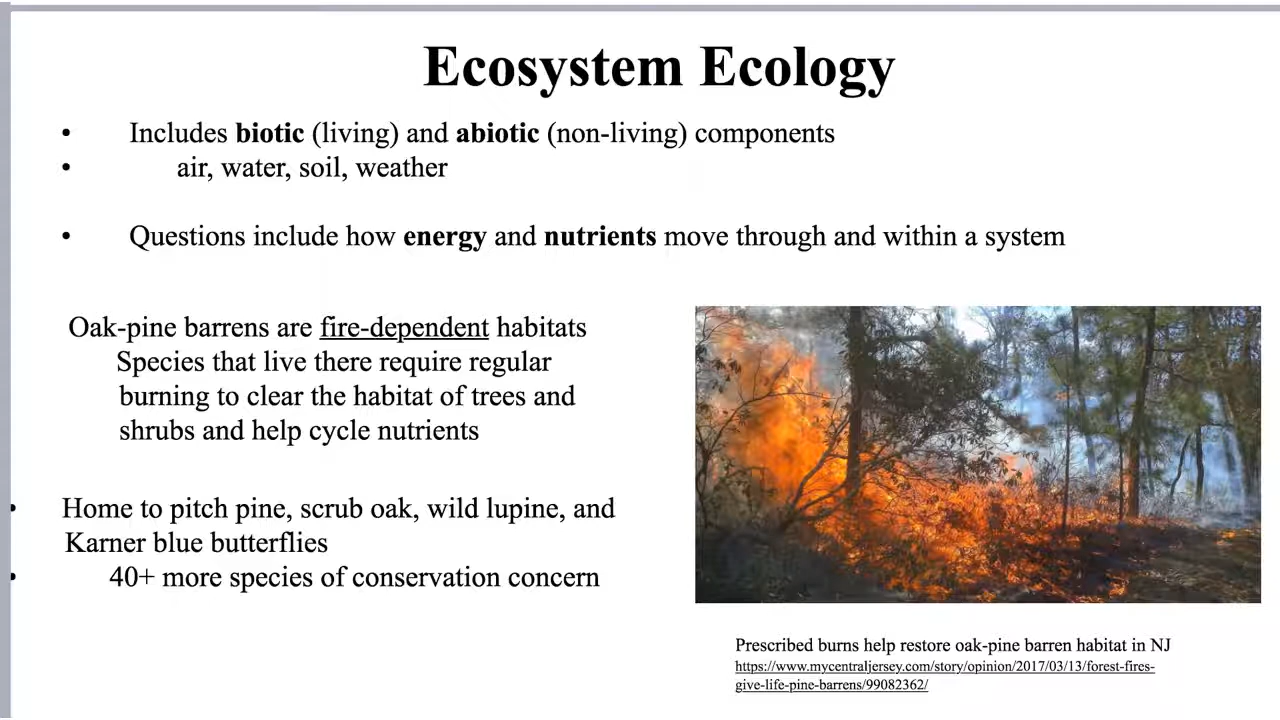 Ecosystem Ecology
• Includes biotic (living) and abiotic (non-living) components
• air, water, soil, weather
• Questions include how energy and nutrients move through and within a system
Oak-pine barrens are fire-dependent habitats
Species that live there require regular
burning to clear the habitat of trees and
shrubs and help cycle nutrients
• Home to pitch pine, scrub oak, wild lupine, and
Karner blue butterflies
• 40+ more species of conservation concern
Prescribed burns help restore oak-pine barren habitat in NJ
https://www.mycentraljersey.com/story/opinion/2017/03/13/forest-fires-
give-life-pine-barrens/99082362/